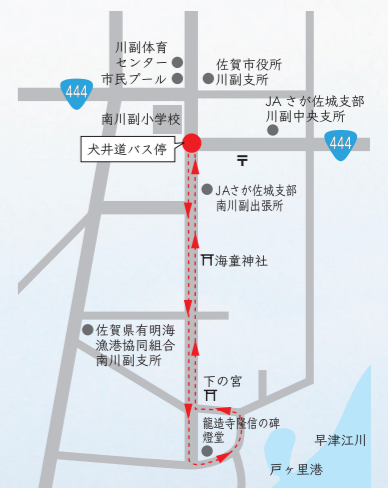 川副体育
センター
市民プール
佐賀市役所
川副支所
444
南川副小学校
JAさが佐城支部
川副中央支所
犬井道バス停
444
JAさが佐城支部
南川副出張所
海童神社
佐賀県有明海
漁港協同組合
南川副支所
下の宮
龍造寺隆信の碑
燈堂
早津江川
戸ヶ里港